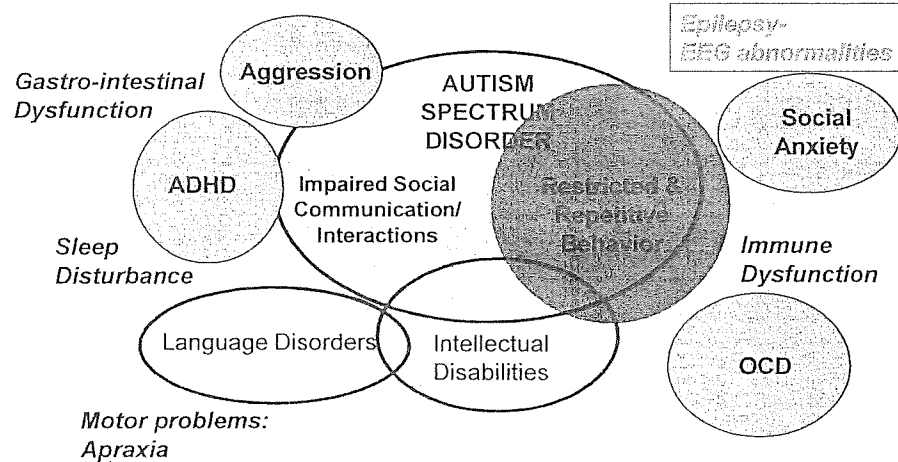 Epilepsy-
EEG abnormalities
Aggression
Gastro-intestinal
Dysfunction
AUTISM
SPECTRUM
DISORDER
Social
Anxiety
ADHD
Impaired Social
Communication/
Interactions
Restricted &
Repetitive
Behavior
Sleep
Disturbance
Immune
Dysfunction
Language Disorders
Intellectual
Disabilities
OCD
Motor problems:
Apraxia